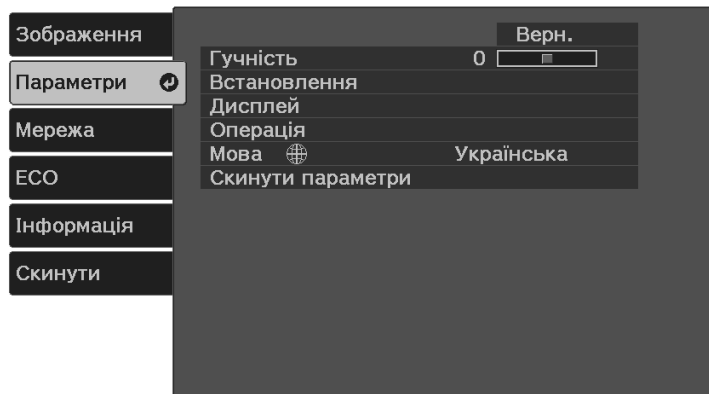 Зображення
Параметри
Мережа
ECO
Інформація
Скинути
Верн.
Гучність 0
Встановлення
Дисплей
Операція
Мова Українська
Скинути параметри